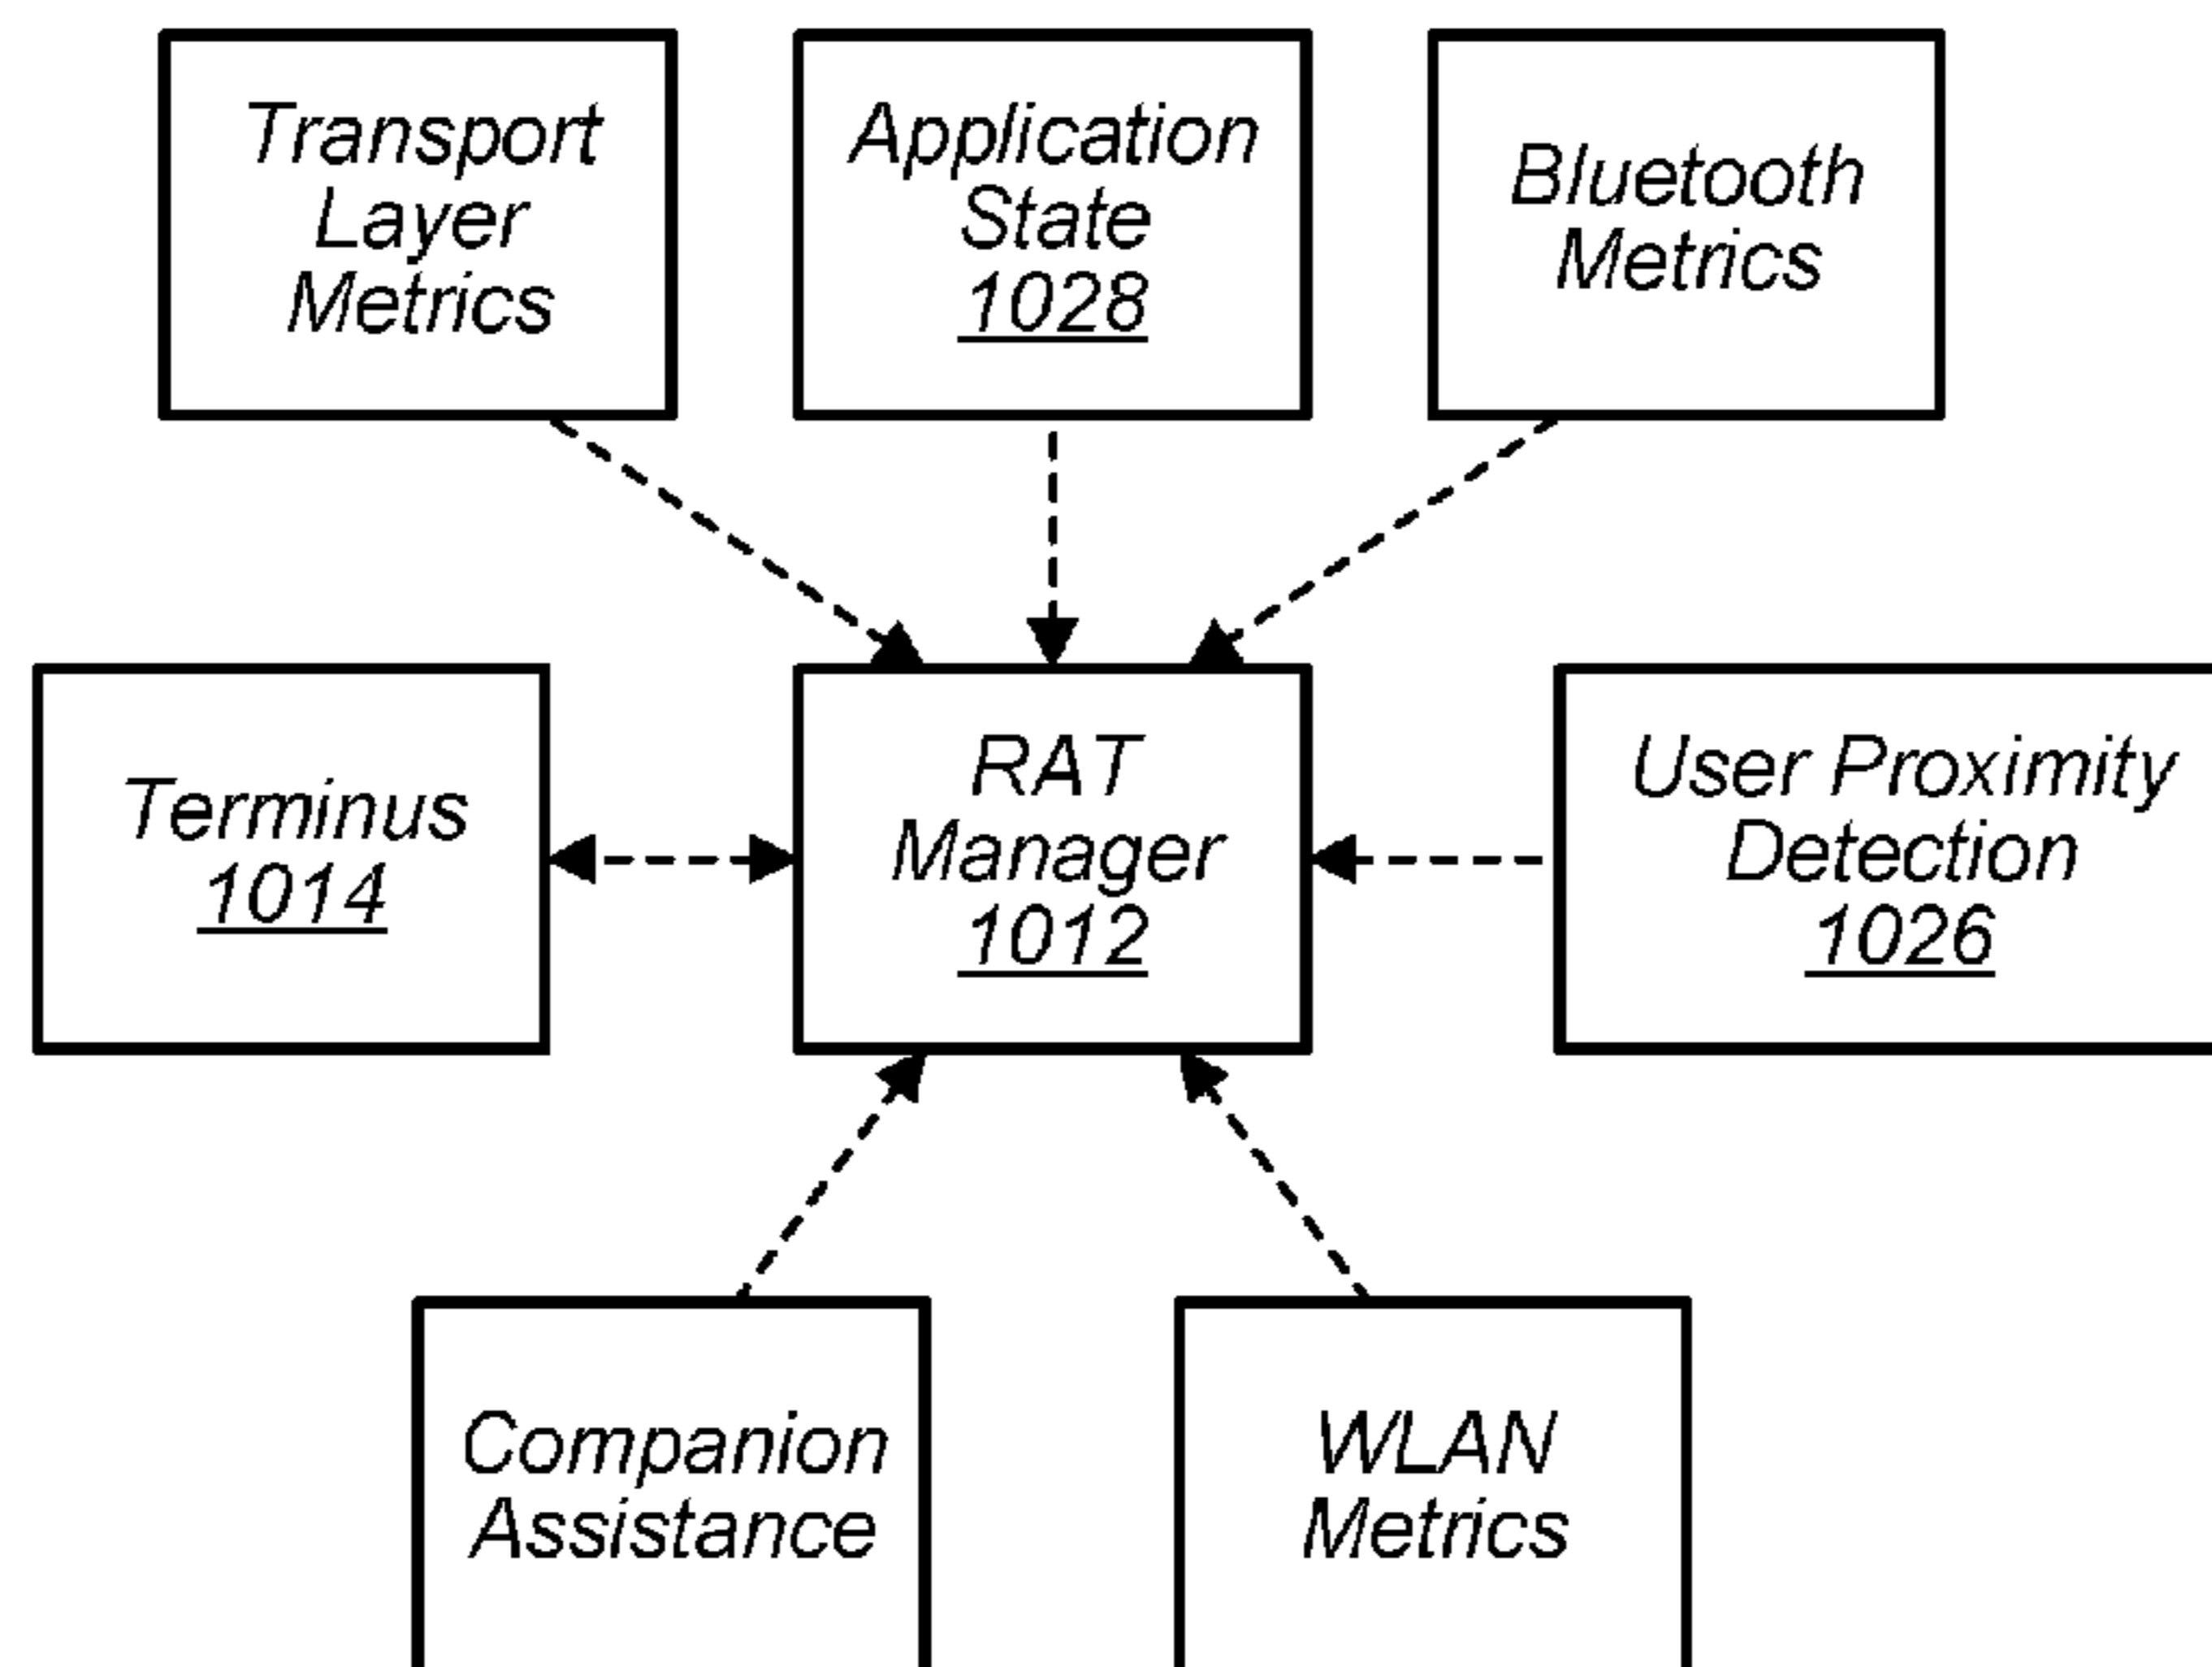 Transport
Layer
Metrics
Application
State
1028
Bluetooth
Metrics
Terminus
1014
RAT
Manager
1012
User Proximity
Detection
1026
Companion
Assistance
WLAN
Metrics